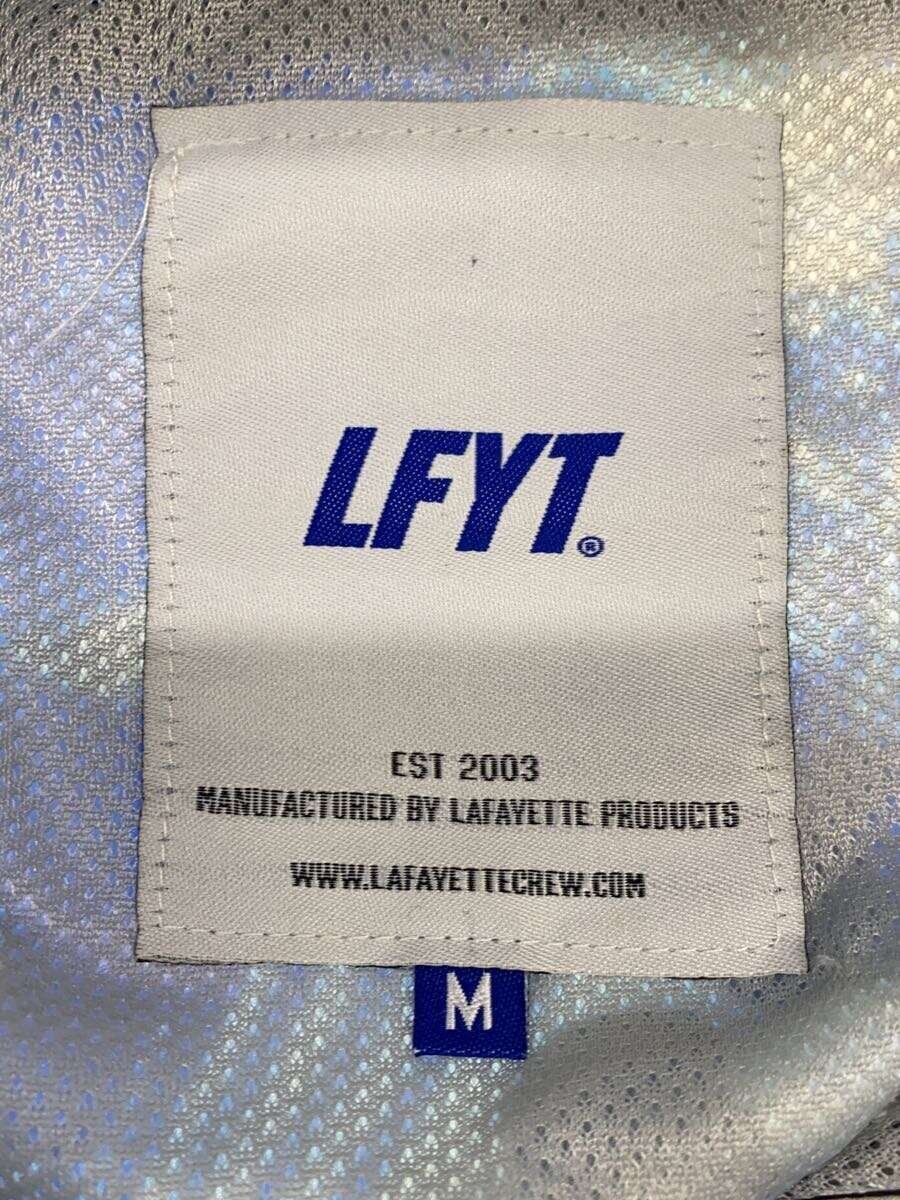 LFYT®
EST 2003
MANUFACTURED BY LAFAYETTE PRODUCTS
WWW.LAFAYETTECREW.COM
M